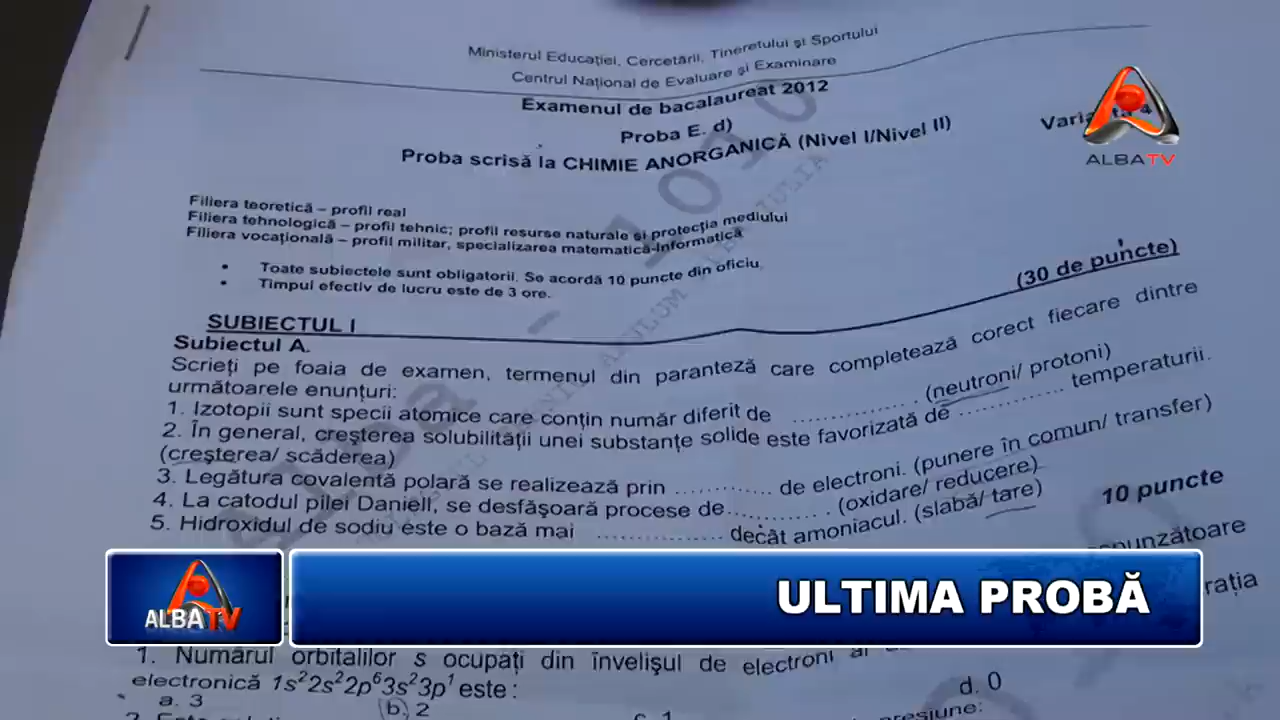 Ministerul Educației, Cercetării, Tineretului și Sportului
Centrul Național de Evaluare și Examinare
Examenul de bacalaureat 2012
Proba E. d)
Proba scrisă la CHIMIE ANORGANICĂ (Nivel I/Nivel II)
4
ALBA TV
Filiera teoretică – profil real
Filiera tehnologică – profil tehnic; profil resurse naturale și protecția mediului
Filiera vocațională – profil militar, specializarea matematică-informatică
• Toate subiectele sunt obligatorii. Se acordă 10 puncte din oficiu.
• Timpul efectiv de lucru este de 3 ore.
SUBIECTUL I (30 de puncte)
Subiectul A.
Scrieți pe foaia de examen, termenul din paranteză care completează corect fiecare dintre
următoarele enunțuri:
1. Izotopii sunt specii atomice care conțin număr diferit de ................ (neutroni/ protoni)
2. În general, creșterea solubilității unei substanțe solide este favorizată de ............... temperaturii.
(creșterea/ scăderea)
3. Legătura covalentă polară se realizează prin ............. de electroni. (punere în comun/ transfer)
4. La catodul pilei Daniell, se desfășoară procese de.............. (oxidare/ reducere)
5. Hidroxidul de sodiu este o bază mai ................. decât amoniacul. (slabă/ tare)
10 puncte
ALBA TV
ULTIMA PROBĂ
1. Numărul orbitalilor s ocupați din învelișul de electroni al
electronică 1s²2s²2p⁶3s²3p¹ este :
a. 3 b. 2 c. 1 d. 0